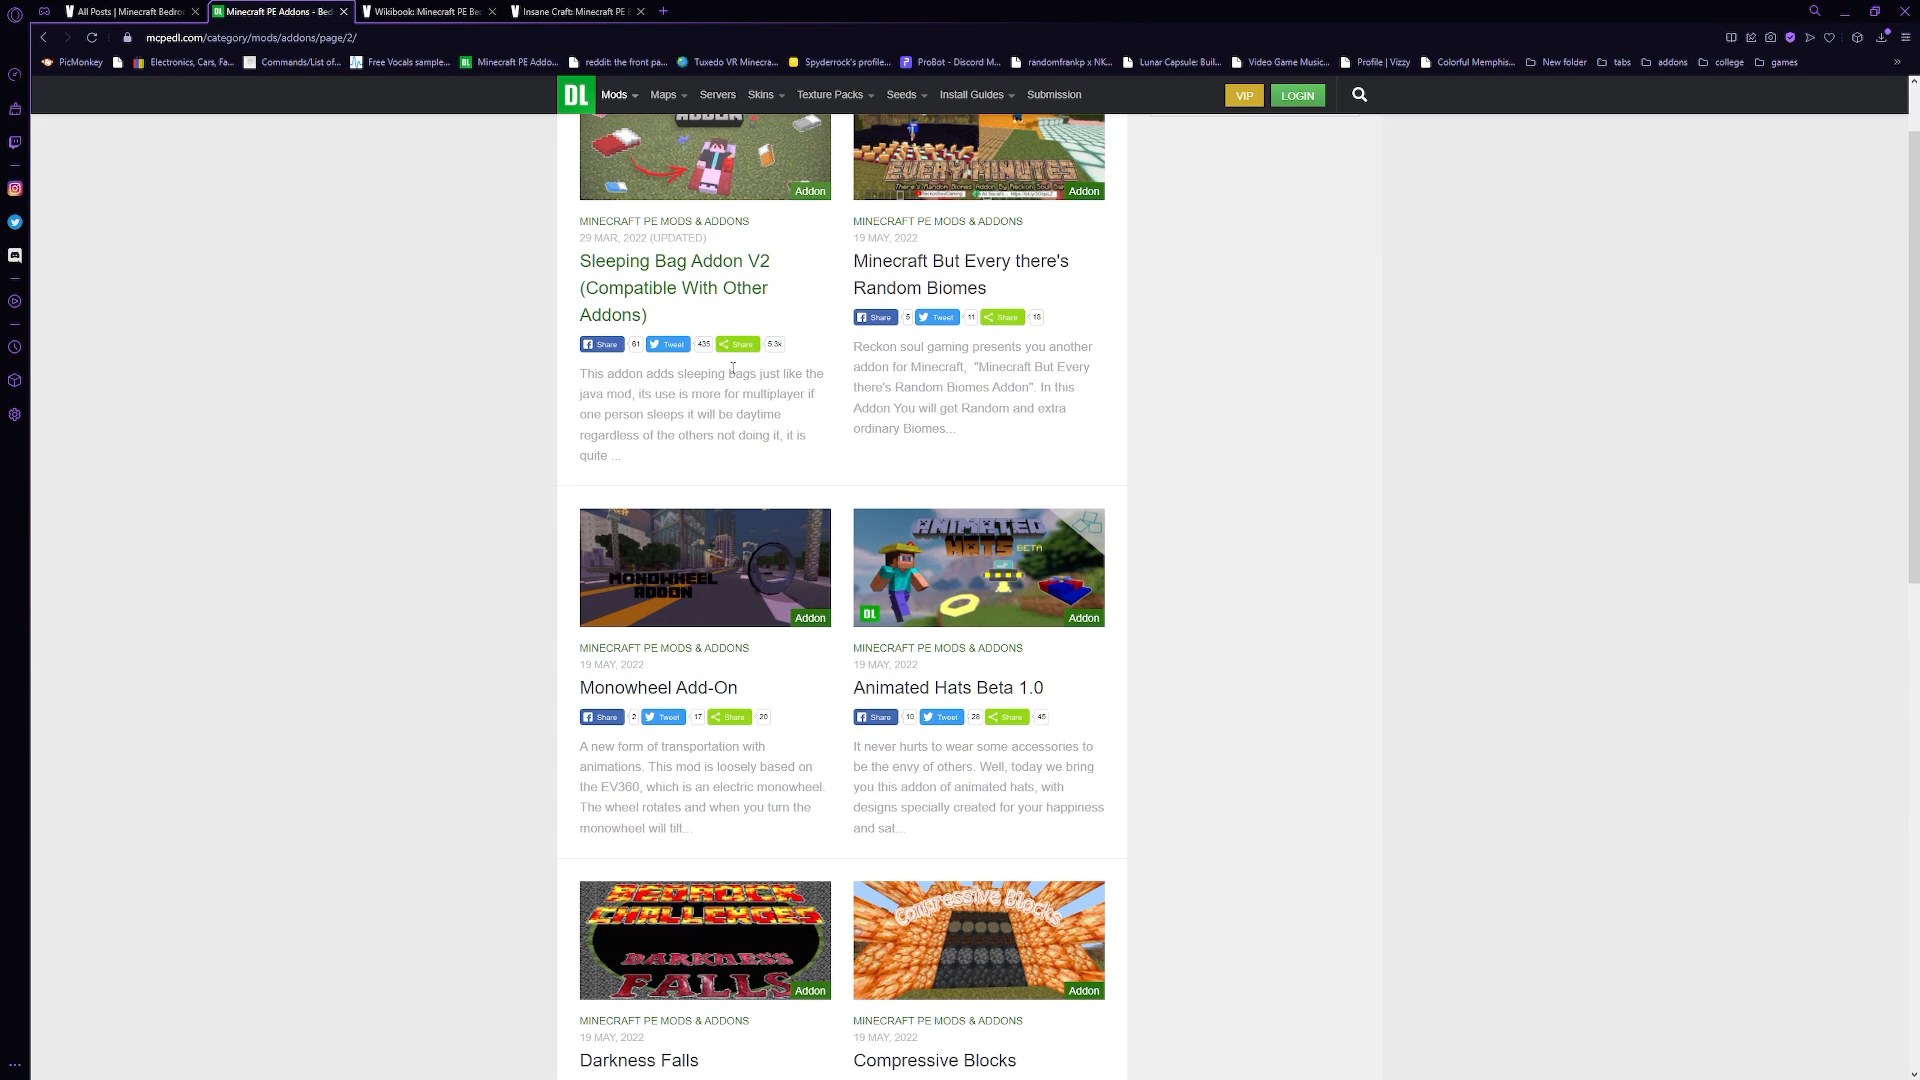 All Posts | Minecraft Bedro
Minecraft PE Addons - Bed
Wikibook: Minecraft PE Bec
Insane Craft: Minecraft PE
mcpedl.com/category/mods/addons/page/2/
PicMonkey
Electronics, Cars, Fa...
Commands/List of...
Free Vocals sample...
DL Minecraft PE Addo...
reddit: the front pa...
Tuxedo VR Minecra...
Spyderrock's profile...
ProBot - Discord M...
randomfrankp x NK...
Lunar Capsule: Buil...
Video Game Music...
Profile | Vizzy
Colorful Memphis...
New folder
tabs
addons
college
games
DL Mods Maps Servers Skins Texture Packs Seeds Install Guides Submission VIP LOGIN
ADDON
Addon
MINECRAFT PE MODS & ADDONS
29 MAR, 2022 (UPDATED)
Sleeping Bag Addon V2
(Compatible With Other
Addons)
Share 61 Tweet 435 Share 5.3k
This addon adds sleeping bags just like the
java mod, its use is more for multiplayer if
one person sleeps it will be daytime
regardless of the others not doing it, it is
quite ...
EVERY MINUTES
There's Random Biomes Addon By Reckon Soul Gaming
Addon
MINECRAFT PE MODS & ADDONS
19 MAY, 2022
Minecraft But Every there's
Random Biomes
Share 5 Tweet 11 Share 18
Reckon soul gaming presents you another
addon for Minecraft, "Minecraft But Every
there's Random Biomes Addon". In this
Addon You will get Random and extra
ordinary Biomes...
MONOWHEEL
ADDON
Addon
MINECRAFT PE MODS & ADDONS
19 MAY, 2022
Monowheel Add-On
Share 2 Tweet 17 Share 20
A new form of transportation with
animations. This mod is loosely based on
the EV360, which is an electric monowheel.
The wheel rotates and when you turn the
monowheel will tilt...
ANIMATED
HATS BETA
DL
Addon
MINECRAFT PE MODS & ADDONS
19 MAY, 2022
Animated Hats Beta 1.0
Share 10 Tweet 28 Share 45
It never hurts to wear some accessories to
be the envy of others. Well, today we bring
you this addon of animated hats, with
designs specially created for your happiness
and sat...
BEDROCK
CHALLENGES
DARKNESS
FALLS
Addon
MINECRAFT PE MODS & ADDONS
19 MAY, 2022
Darkness Falls
Compressive Blocks
Addon
MINECRAFT PE MODS & ADDONS
19 MAY, 2022
Compressive Blocks